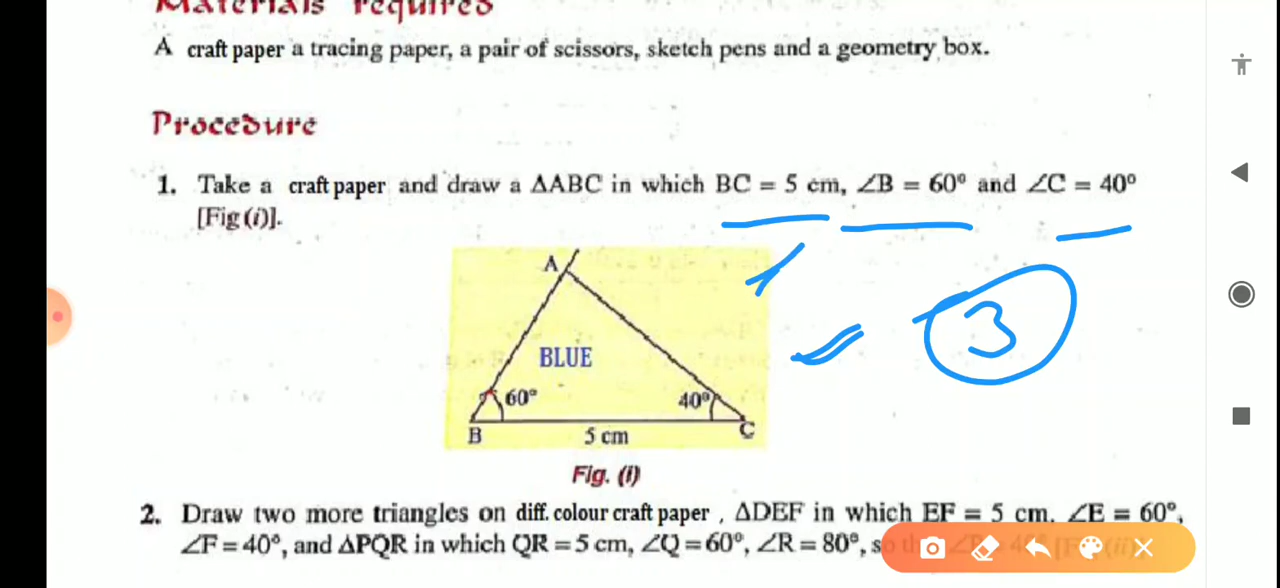 Materials required
A craft paper a tracing paper, a pair of scissors, sketch pens and a geometry box.
Procedure
1. Take a craft paper and draw a ΔABC in which BC = 5 cm, ∠B = 60° and ∠C = 40°
[Fig (i)].
A
3
BLUE
60° 40°
B 5 cm C
Fig. (i)
2. Draw two more triangles on diff. colour craft paper , ΔDEF in which EF = 5 cm, ∠E = 60°,
∠F = 40°, and ΔPQR in which QR = 5 cm, ∠Q = 60°, ∠R = 80°,